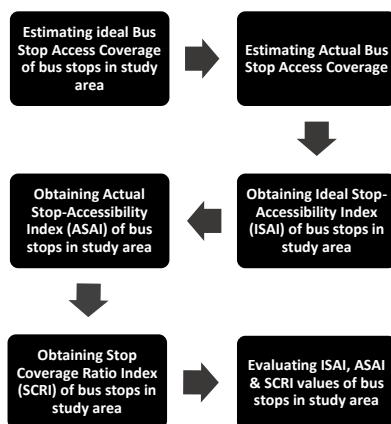 Estimating ideal Bus
Stop Access Coverage
of bus stops in study
area
Estimating Actual Bus
Stop Access Coverage
Obtaining Ideal Stop-
Accessibility Index
(ISAI) of bus stops in
study area
Obtaining Actual
Stop-Accessibility
Index (ASAI) of bus
stops in study area
Obtaining Stop
Coverage Ratio Index
(SCRI) of bus stops in
study area
Evaluating ISAI, ASAI
& SCRI values of bus
stops in study area